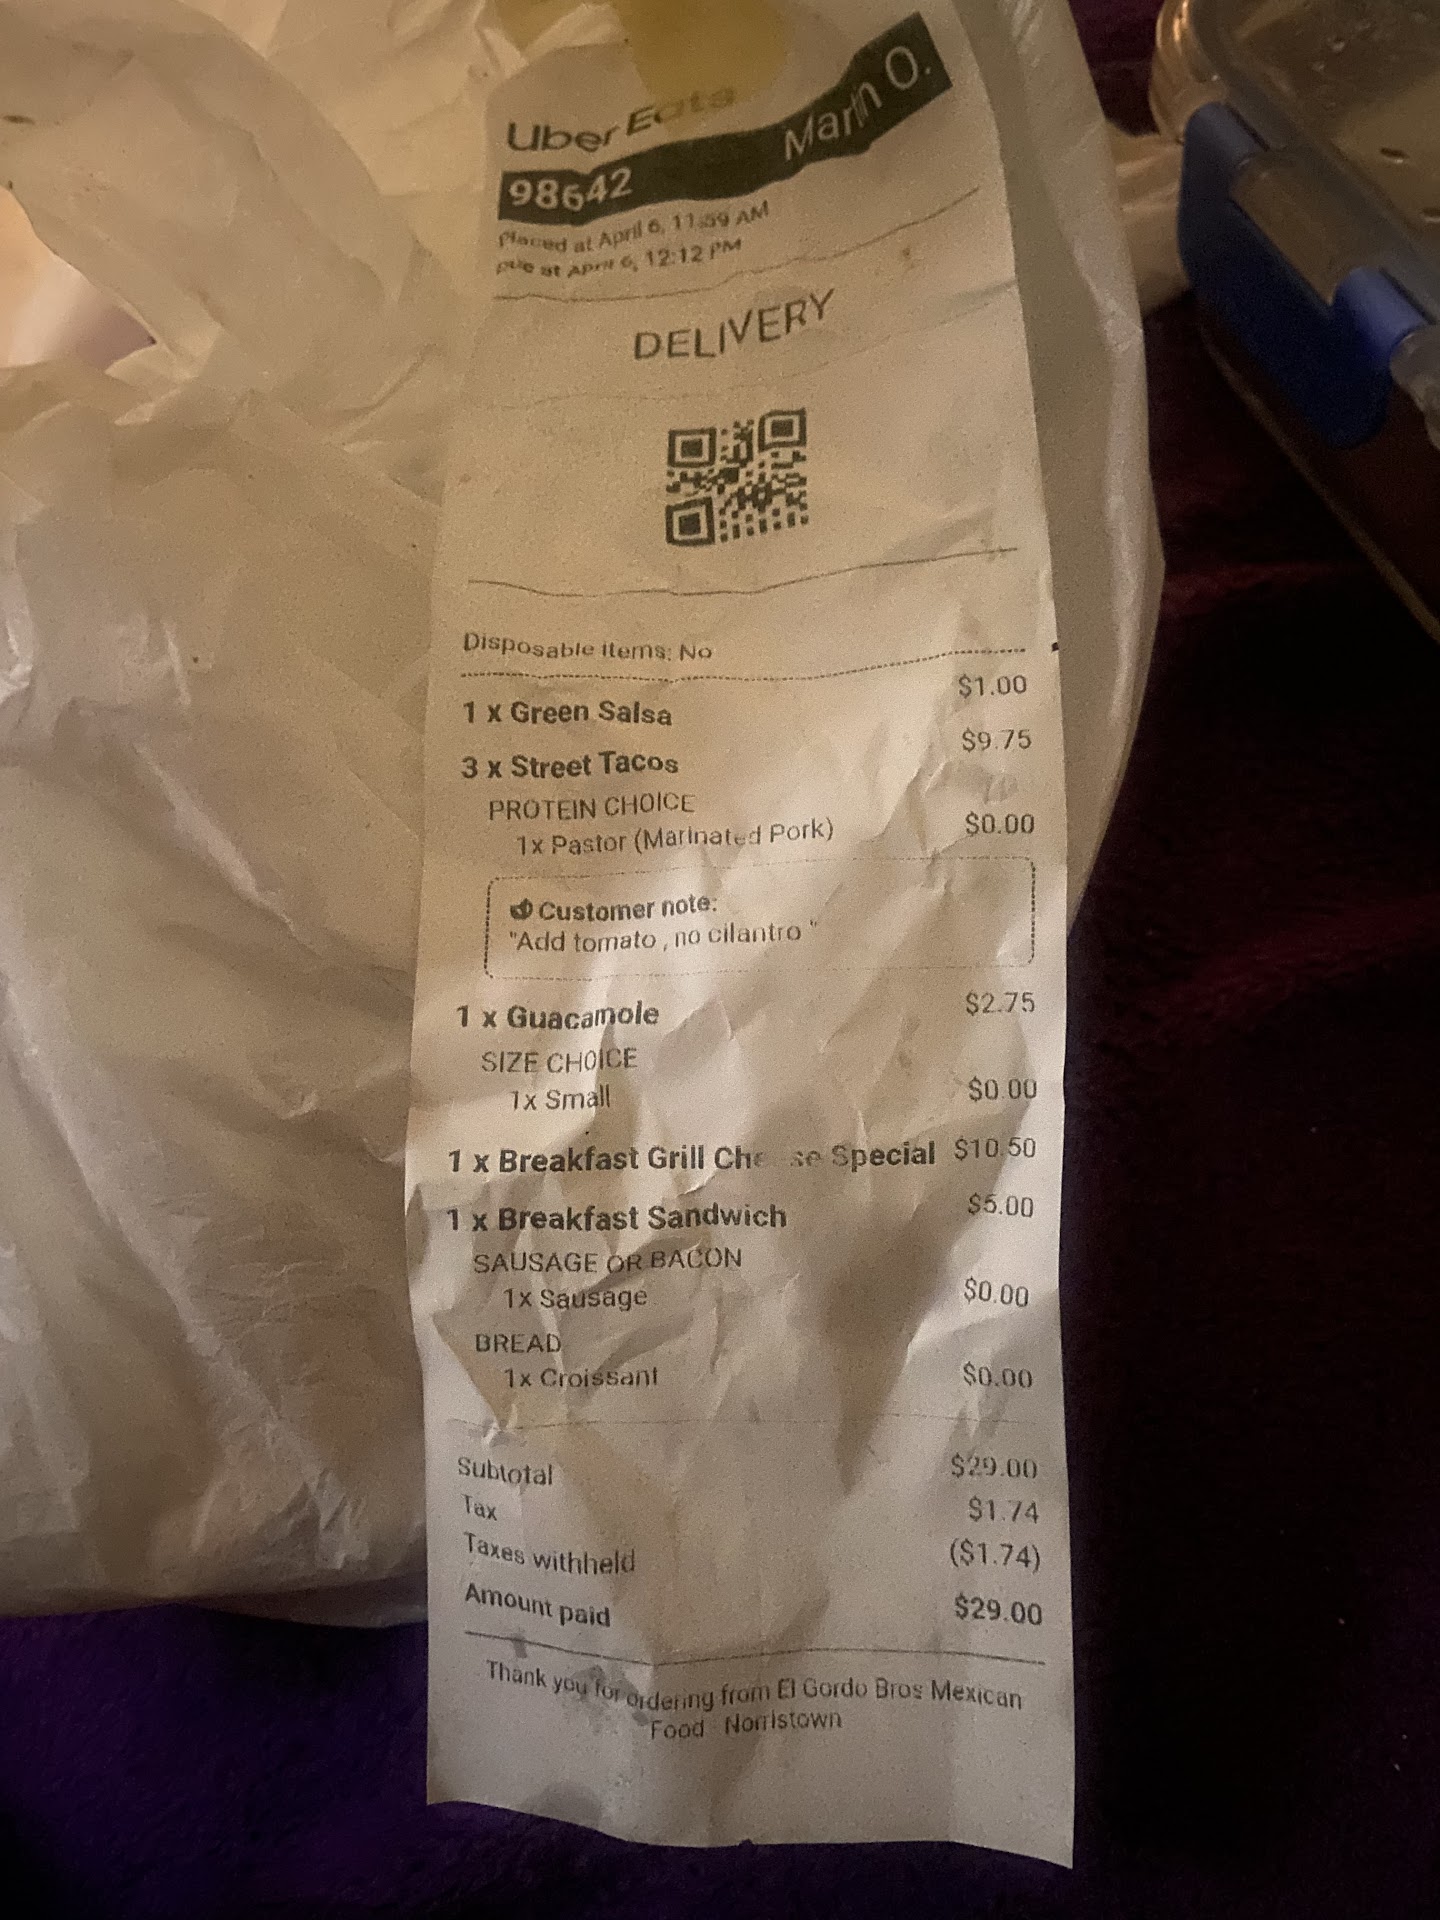 Uber Eats
98642 Martin O.
Placed at April 6, 11:59 AM
Due at April 6, 12:12 PM
DELIVERY
Disposable Items: No
1 x Green Salsa $1.00
3 x Street Tacos $9.75
PROTEIN CHOICE
1x Pastor (Marinated Pork) $0.00
Customer note:
"Add tomato , no cilantro "
1 x Guacamole $2.75
SIZE CHOICE
1x Small $0.00
1 x Breakfast Grill Cheese Special $10.50
1 x Breakfast Sandwich $5.00
SAUSAGE OR BACON
1x Sausage $0.00
BREAD
1x Croissant $0.00
Subtotal $29.00
Tax $1.74
Taxes withheld ($1.74)
Amount paid $29.00
Thank you for ordering from El Gordo Bros Mexican
Food - Norristown